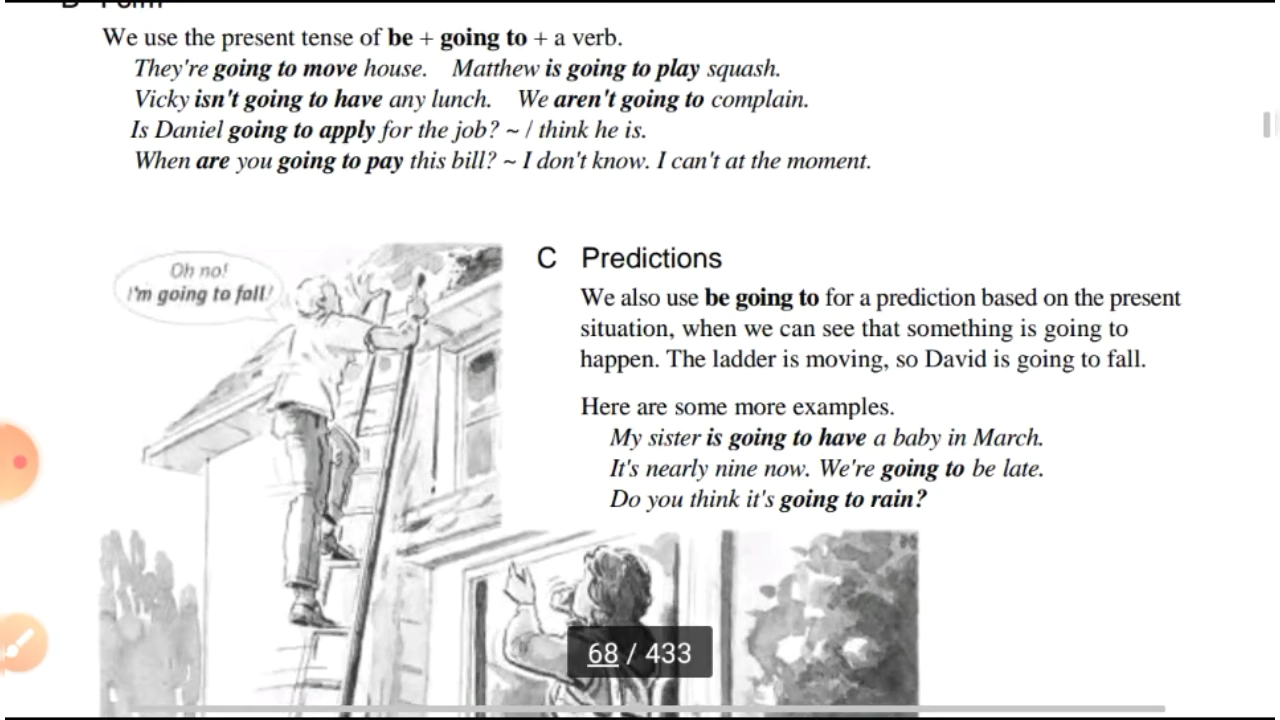 We use the present tense of be + going to + a verb.
They're going to move house. Matthew is going to play squash.
Vicky isn't going to have any lunch. We aren't going to complain.
Is Daniel going to apply for the job? ~ / think he is.
When are you going to pay this bill? ~ I don't know. I can't at the moment.
Oh no!
I'm going to fall!
C Predictions
We also use be going to for a prediction based on the present
situation, when we can see that something is going to
happen. The ladder is moving, so David is going to fall.
Here are some more examples.
My sister is going to have a baby in March.
It's nearly nine now. We're going to be late.
Do you think it's going to rain?
68 / 433